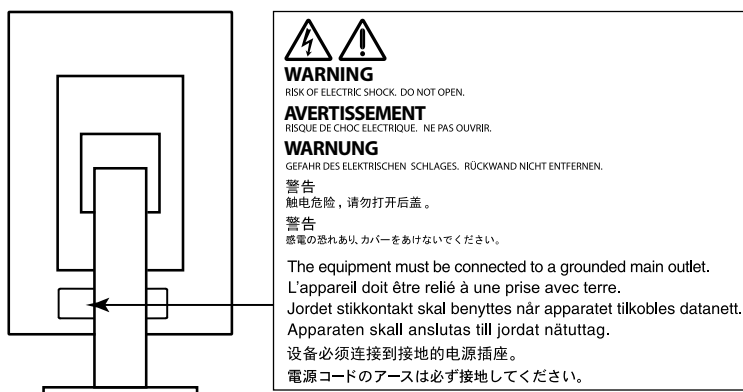 WARNING
RISK OF ELECTRIC SHOCK. DO NOT OPEN.
AVERTISSEMENT
RISQUE DE CHOC ELECTRIQUE. NE PAS OUVRIR.
WARNUNG
GEFAHR DES ELEKTRISCHEN SCHLAGES. RÜCKWAND NICHT ENTFERNEN.
警告
触电危险，请勿打开后盖。
警告
感電の恐れあり、カバーをあけないでください。
The equipment must be connected to a grounded main outlet.
L'appareil doit être relié à une prise avec terre.
Jordet stikkontakt skal benyttes når apparatet tilkobles datanett.
Apparaten skall anslutas till jordat nätuttag.
设备必须连接到接地的电源插座。
電源コードのアースは必ず接地してください。